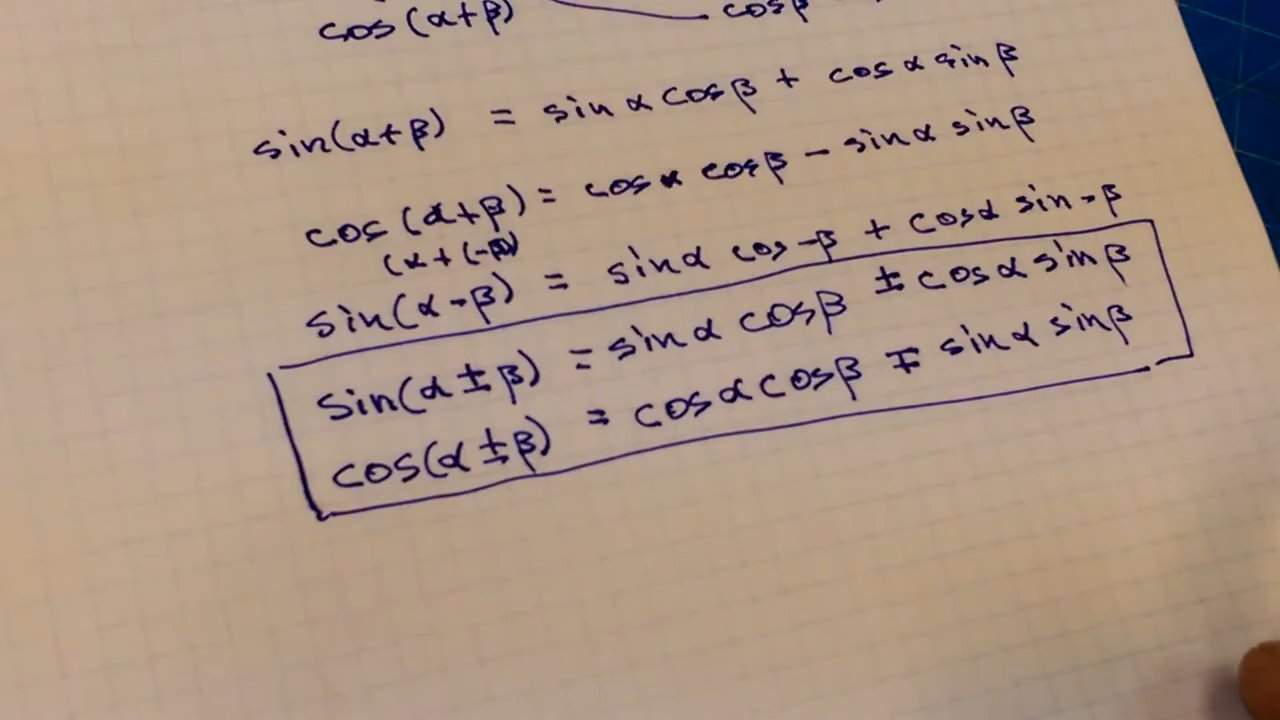 cos(α+β) cosβ
sin(α+β) = sin α cos β + cos α sin β
cos(α+β) = cos α cos β − sin α sin β
(α+(-β)
sin(α-β) = sin α cos -β + cos α sin -β
sin(α ± β) = sin α cos β ± cos α sin β
cos(α ± β) = cos α cos β ∓ sin α sin β